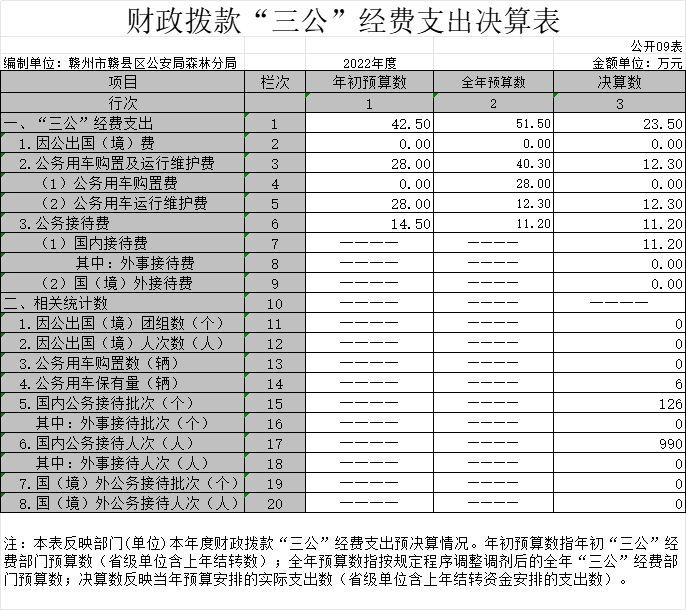 财政拨款“三公”经费支出决算表
公开09表
编制单位：赣州市赣县区公安局森林分局 2022年度 金额单位：万元
项目 栏次 年初预算数 全年预算数 决算数
行次 1 2 3
一、“三公”经费支出 1 42.50 51.50 23.50
1.因公出国（境）费 2 0.00 0.00 0.00
2.公务用车购置及运行维护费 3 28.00 40.30 12.30
（1）公务用车购置费 4 0.00 28.00 0.00
（2）公务用车运行维护费 5 28.00 12.30 12.30
3.公务接待费 6 14.50 11.20 11.20
（1）国内接待费 7 ———— ———— 11.20
其中：外事接待费 8 ———— ———— 0.00
（2）国（境）外接待费 9 ———— ———— 0.00
二、相关统计数 10 ———— ———— ————
1.因公出国（境）团组数（个） 11 ———— ———— 0
2.因公出国（境）人次数（人） 12 ———— ———— 0
3.公务用车购置数（辆） 13 ———— ———— 0
4.公务用车保有量（辆） 14 ———— ———— 6
5.国内公务接待批次（个） 15 ———— ———— 126
其中：外事接待批次（个） 16 ———— ———— 0
6.国内公务接待人次（人） 17 ———— ———— 990
其中：外事接待人次（人） 18 ———— ———— 0
7.国（境）外公务接待批次（个） 19 ———— ———— 0
8.国（境）外公务接待人次（人） 20 ———— ———— 0
注：本表反映部门(单位)本年度财政拨款“三公”经费支出预决算情况。年初预算数指年初“三公”经
费部门预算数（省级单位含上年结转数）；全年预算数指按规定程序调整调剂后的全年“三公”经费部
门预算数；决算数反映当年预算安排的实际支出数（省级单位含上年结转资金安排的支出数）。